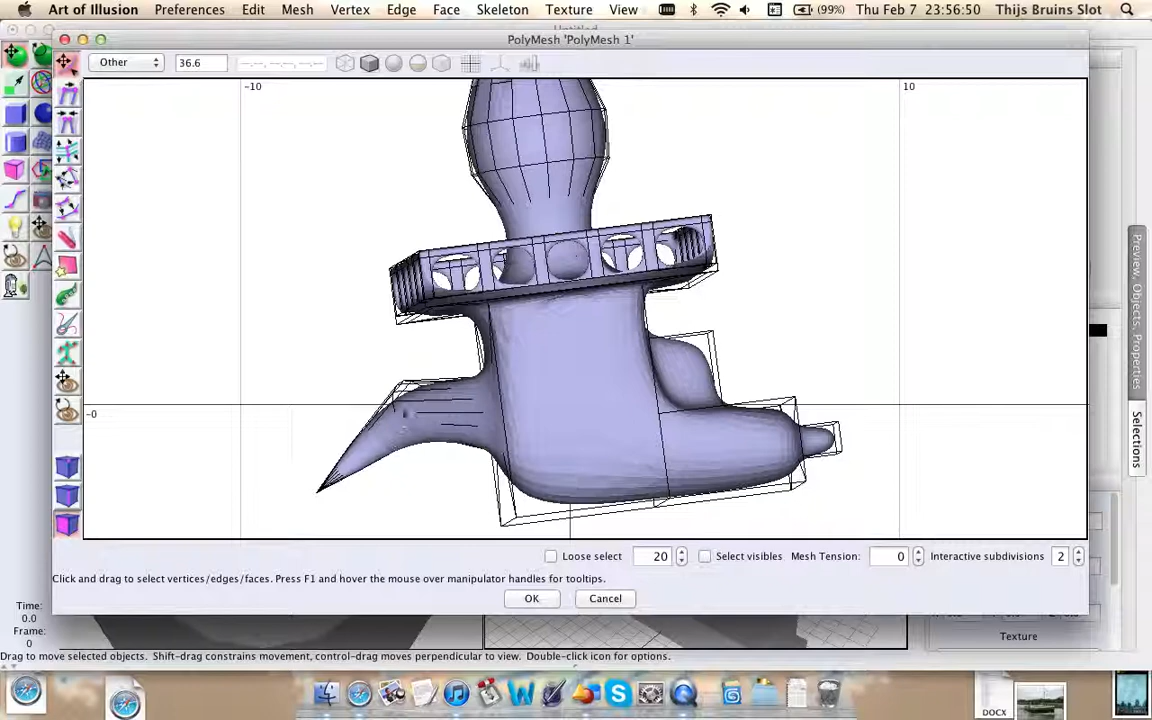 Art of Illusion Preferences Edit Mesh Vertex Edge Face Skeleton Texture View (99%) Thu Feb 7 23:56:50 Thijs Bruins Slot
PolyMesh 'PolyMesh 1'
Other 36.6
-10 10
-0
Preview, Objects, Properties
Selections
Loose select 20 Select visibles Mesh Tension: 0 Interactive subdivisions 2
Click and drag to select vertices/edges/faces. Press F1 and hover the mouse over manipulator handles for tooltips.
OK Cancel
Time:
0.0
Frame:
0
Texture
Drag to move selected objects. Shift-drag constrains movement, control-drag moves perpendicular to view. Double-click icon for options.
DOCX